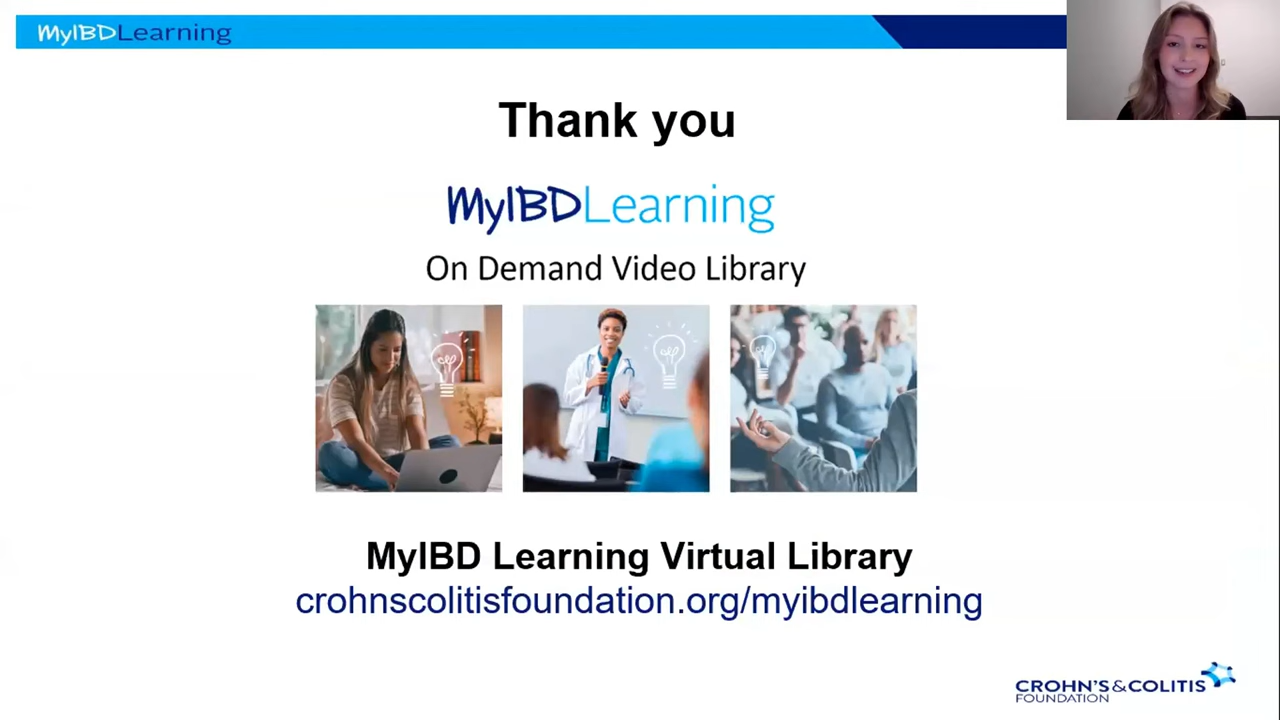 MyIBDLearning
Thank you
MyIBDLearning
On Demand Video Library
MyIBD Learning Virtual Library
crohnscolitisfoundation.org/myibdlearning
CROHN'S & COLITIS
FOUNDATION